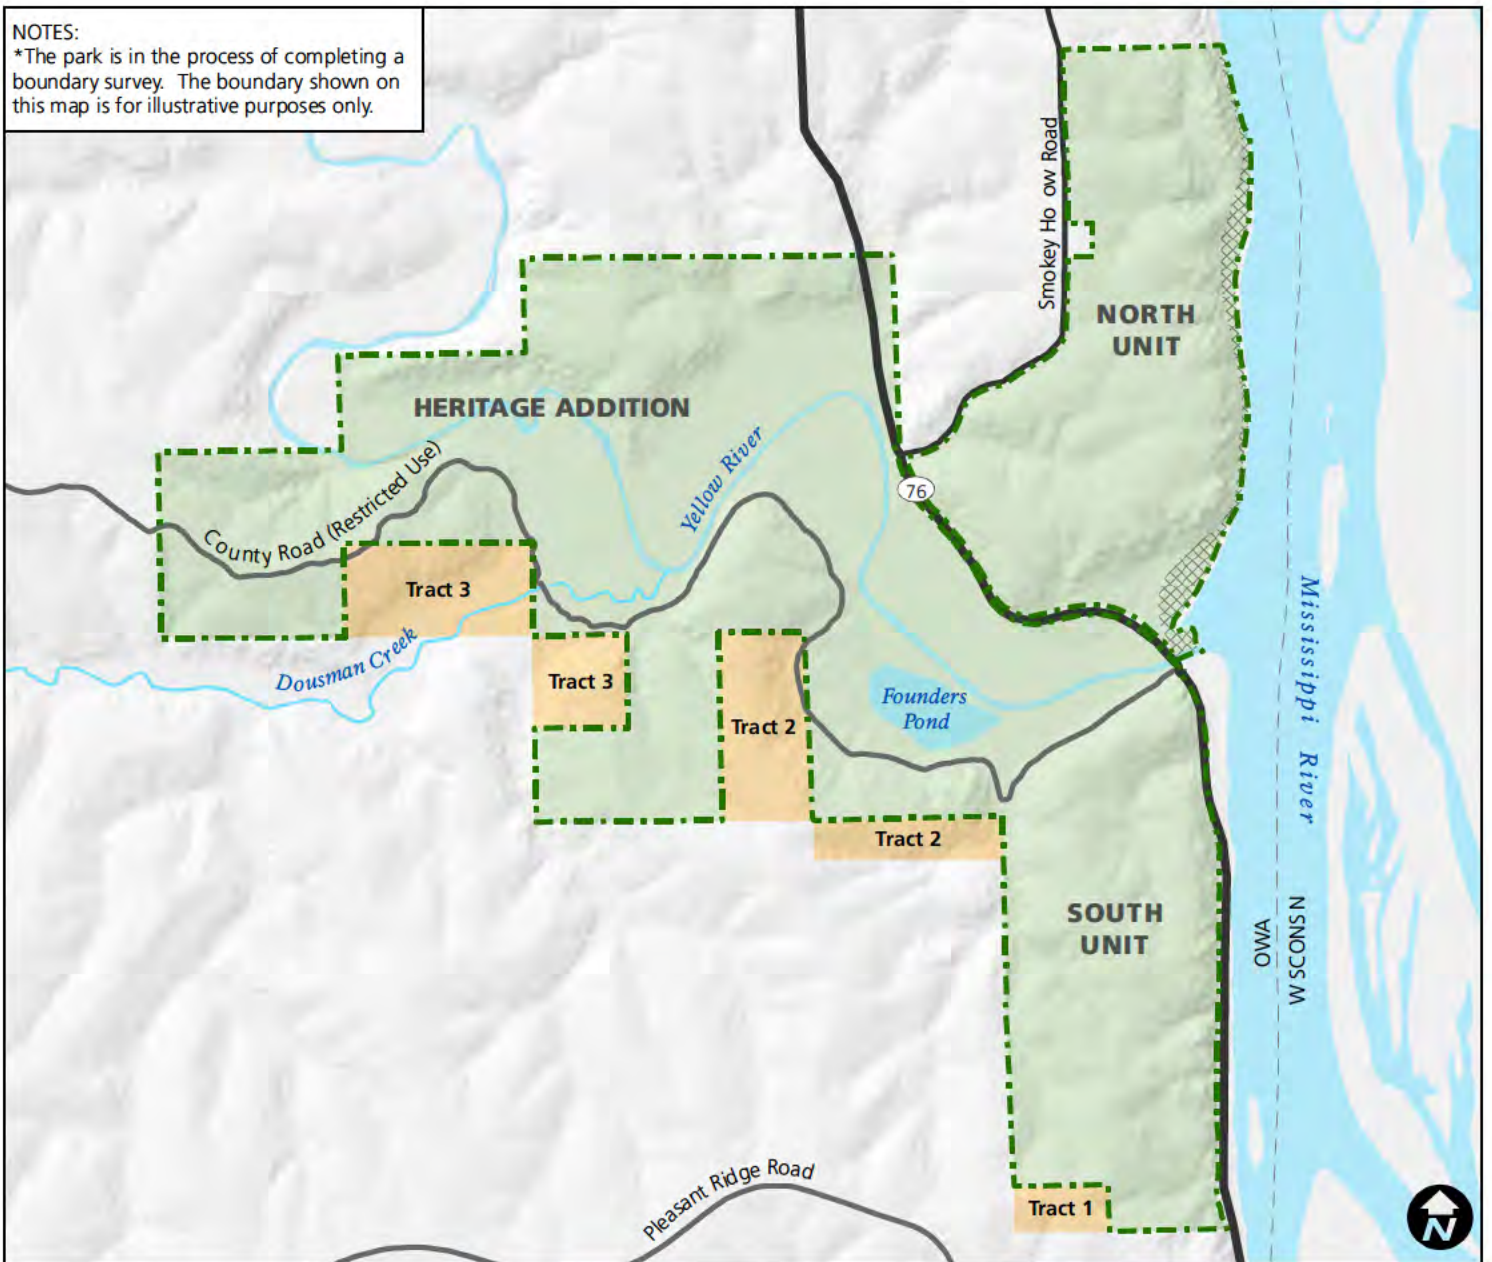 NOTES:
*The park is in the process of completing a
boundary survey. The boundary shown on
this map is for illustrative purposes only.
Smokey Ho ow Road
NORTH
UNIT
HERITAGE ADDITION
County Road (Restricted Use)
Yellow River
76
Tract 3
Dousman Creek
Tract 3
Tract 2
Founders
Pond
Mississippi River
Tract 2
SOUTH
UNIT
OWA
W SCONS N
Pleasant Ridge Road
Tract 1
N